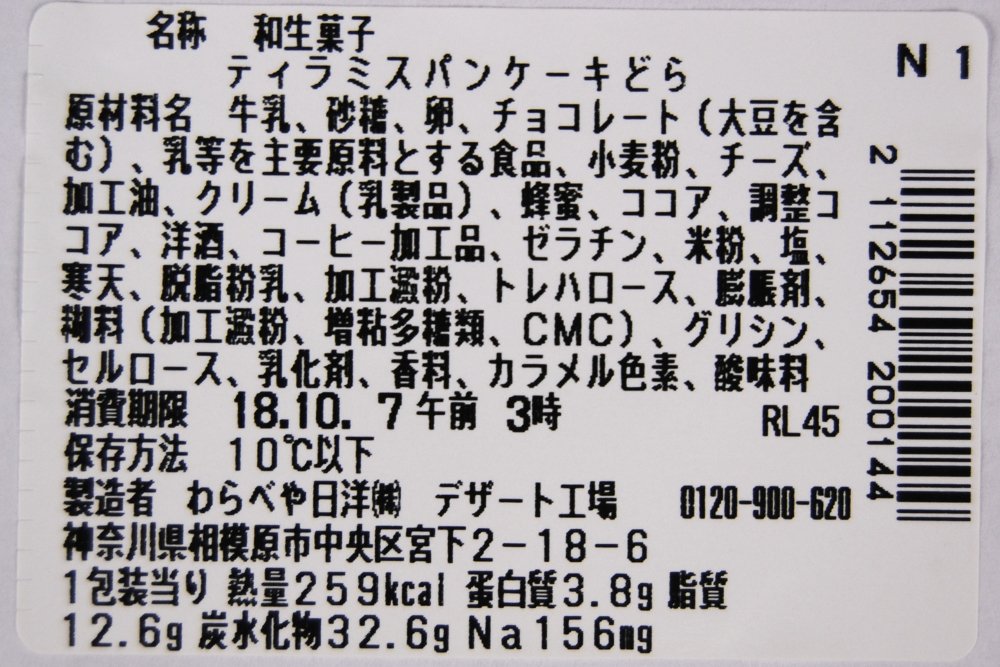 名称 和生菓子
ティラミスパンケーキどら
N 1
原材料名 牛乳、砂糖、卵、チョコレート（大豆を含
む）、乳等を主要原料とする食品、小麦粉、チーズ、
加工油、クリーム（乳製品）、蜂蜜、ココア、調整コ
コア、洋酒、コーヒー加工品、ゼラチン、米粉、塩、
寒天、脱脂粉乳、加工澱粉、トレハロース、膨脹剤、
糊料（加工澱粉、増粘多糖類、CMC）、グリシン、
セルロース、乳化剤、香料、カラメル色素、酸味料
消費期限 18.10. 7午前 3時 RL45
保存方法 10℃以下
製造者 わらべや日洋㈱ デザート工場 0120-900-620
神奈川県相模原市中央区宮下2-18-6
1包装当り 熱量259kcal 蛋白質3.8g 脂質
12.6g 炭水化物32.6g Na156mg
2 112654 200144